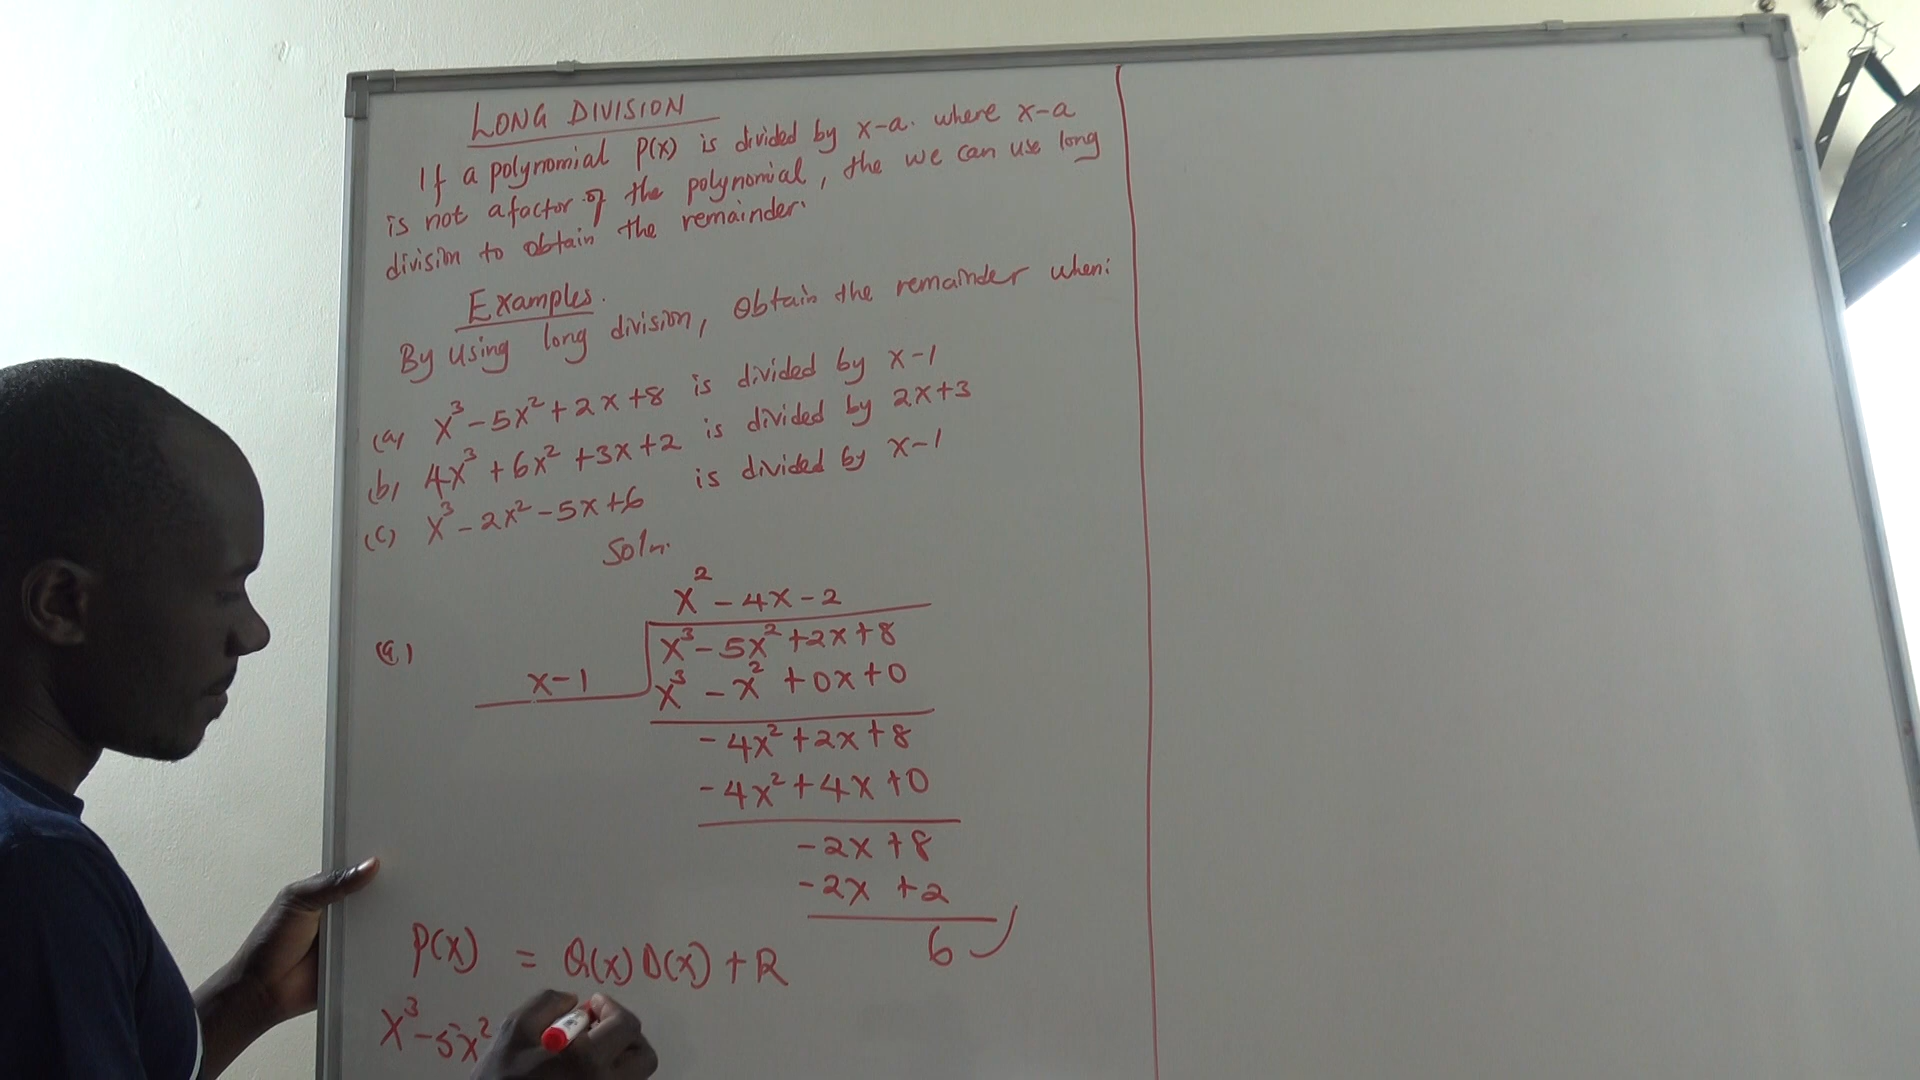 LONG DIVISION
If a polynomial P(x) is divided by x-a. where x-a
is not a factor of the polynomial, the we can use long
division to obtain the remainder.
Examples.
By using long division, obtain the remainder when:
(a) x³ - 5x² + 2x + 8 is divided by x-1
(b) 4x³ + 6x² + 3x + 2 is divided by 2x+3
(c) x³ - 2x² - 5x + 6 is divided by x-1
Soln.
x² - 4x - 2
(a) x³ - 5x² + 2x + 8
x-1 x³ - x² + 0x + 0
-4x² + 2x + 8
-4x² + 4x + 0
-2x + 8
-2x + 2
6
P(x) = Q(x) D(x) + R
x³ - 5x²